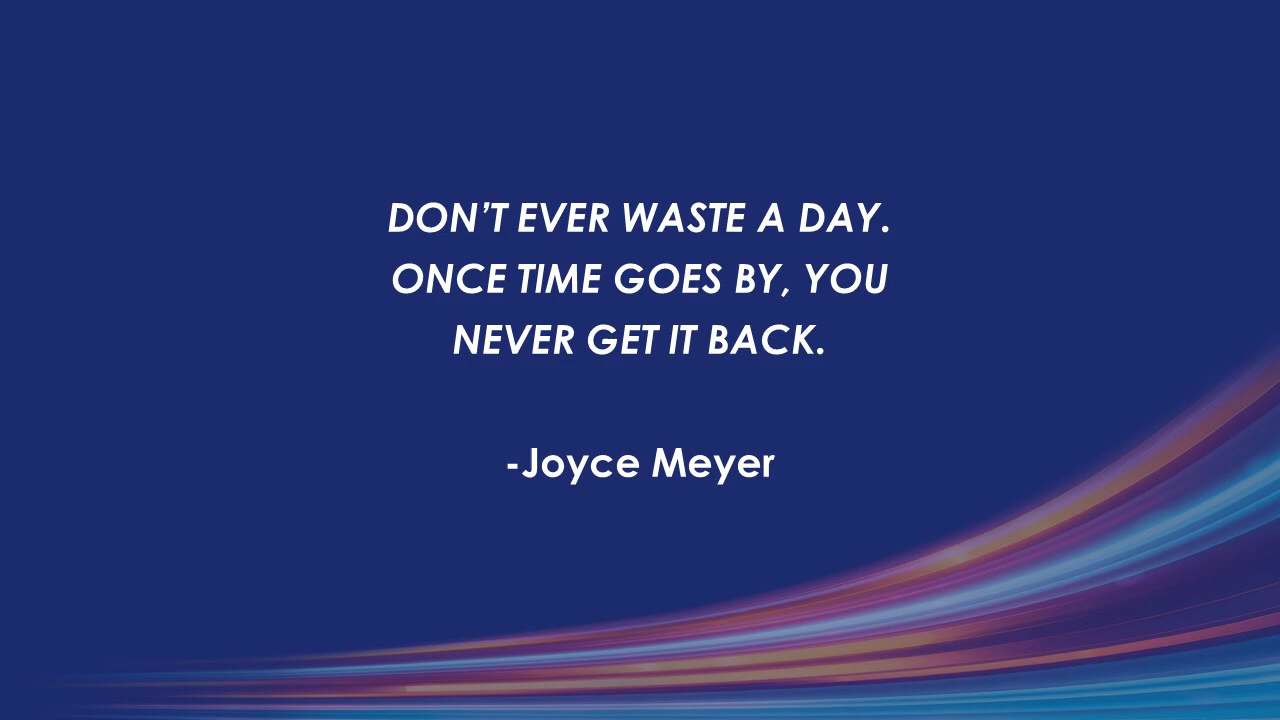 DON’T EVER WASTE A DAY.
ONCE TIME GOES BY, YOU
NEVER GET IT BACK.
-Joyce Meyer